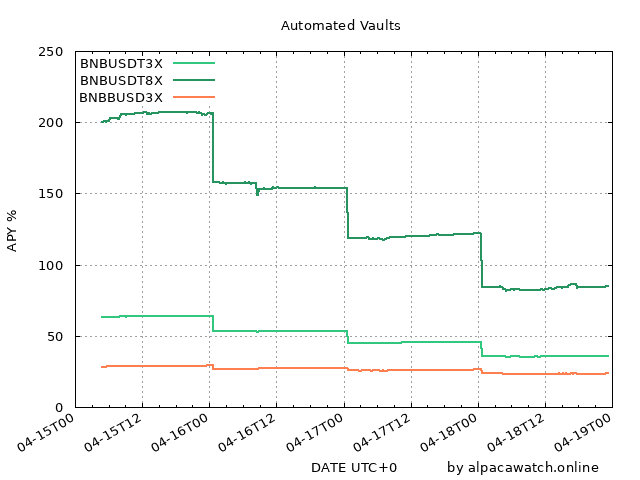 Automated Vaults
250
200
150
100
50
0
APY %
BNBUSDT3X
BNBUSDT8X
BNBBUSD3X
04-15T00
04-15T12
04-16T00
04-16T12
04-17T00
04-17T12
04-18T00
04-18T12
04-19T00
DATE UTC+0
by alpacawatch.online